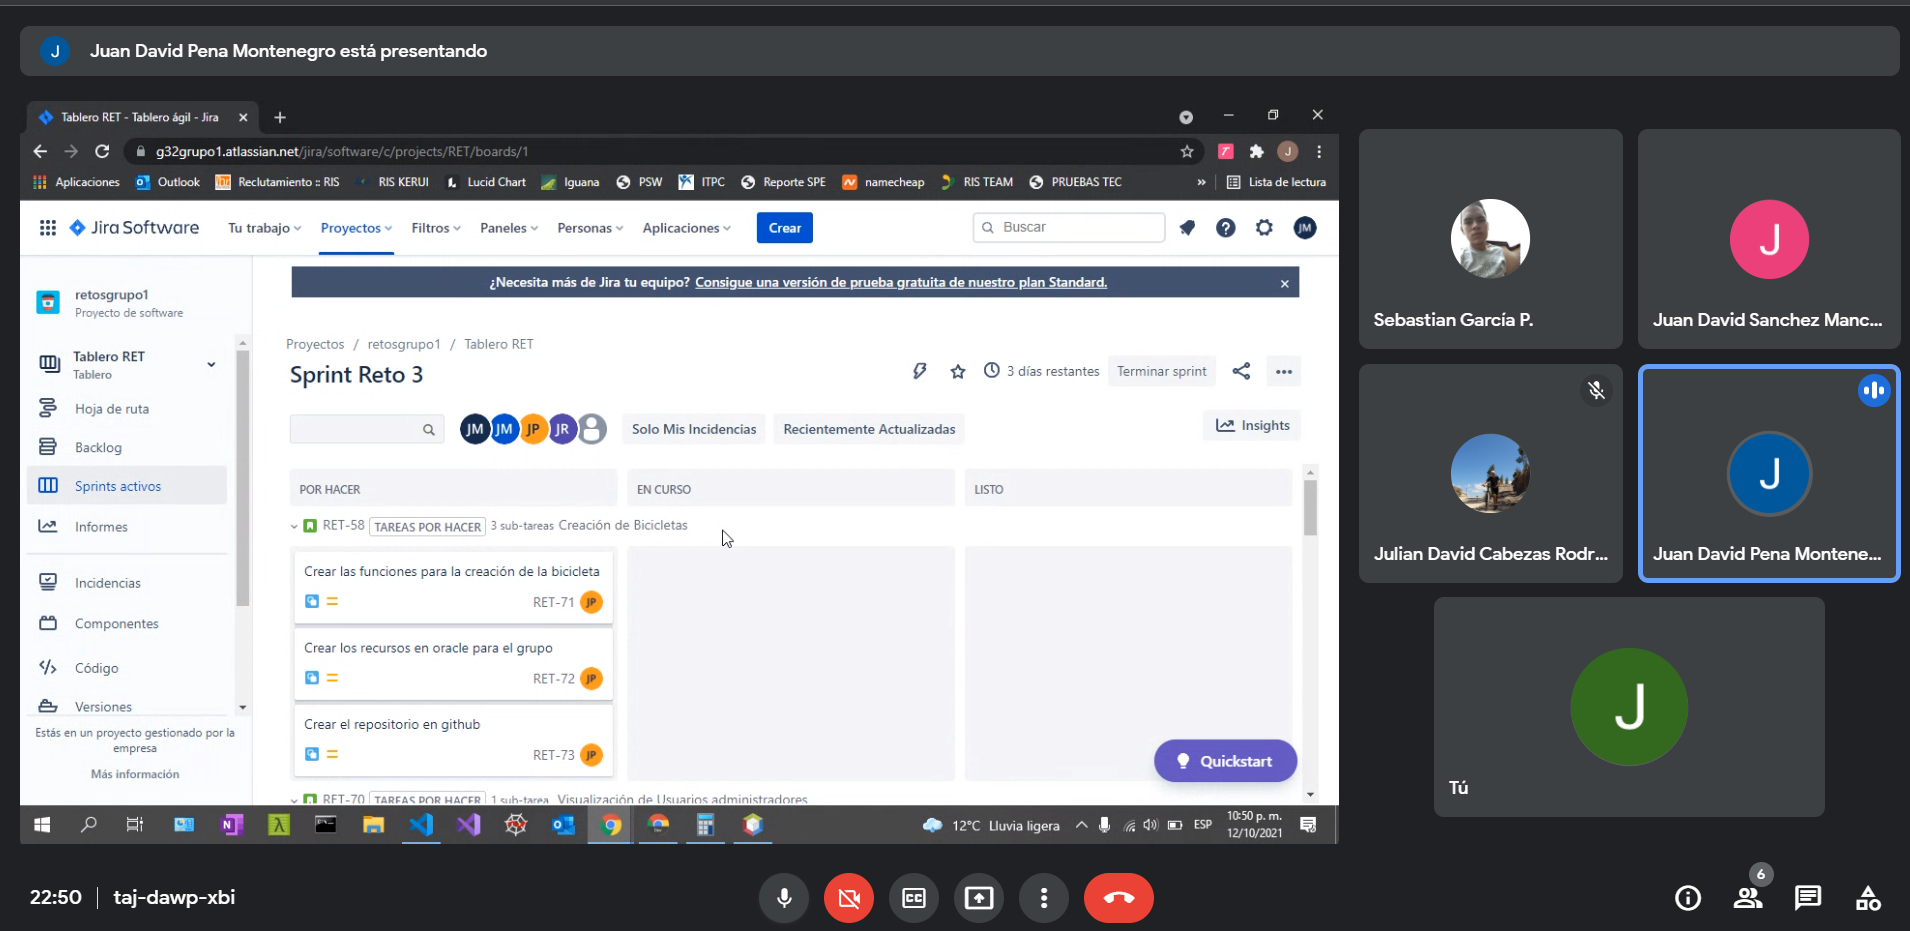 J Juan David Pena Montenegro está presentando
Tablero RET - Tablero ágil - Jira
g32grupo1.atlassian.net/jira/software/c/projects/RET/boards/1
J
Aplicaciones Outlook Reclutamiento :: RIS RIS KERUI Lucid Chart Iguana PSW ITPC Reporte SPE namecheap RIS TEAM PRUEBAS TEC » Lista de lectura
Jira Software Tu trabajo Proyectos Filtros Paneles Personas Aplicaciones Crear Buscar JM
¿Necesita más de Jira tu equipo? Consigue una versión de prueba gratuita de nuestro plan Standard.
retosgrupo1
Proyecto de software
Tablero RET
Tablero
Hoja de ruta
Backlog
Sprints activos
Informes
Incidencias
Componentes
Código
Versiones
Estás en un proyecto gestionado por la
empresa
Más información
Proyectos / retosgrupo1 / Tablero RET
Sprint Reto 3
3 días restantes Terminar sprint
JM JM JP JR Solo Mis Incidencias Recientemente Actualizadas Insights
POR HACER EN CURSO LISTO
RET-58 TAREAS POR HACER 3 sub-tareas Creación de Bicicletas
Crear las funciones para la creación de la bicicleta
RET-71 JP
Crear los recursos en oracle para el grupo
RET-72 JP
Crear el repositorio en github
RET-73 JP
Quickstart
RET-70 TAREAS POR HACER 1 sub-tarea Visualización de Usuarios administradores
12°C Lluvia ligera ESP 10:50 p. m.
12/10/2021
Sebastian García P.
J
Juan David Sanchez Manc...
Julian David Cabezas Rodr...
J
Juan David Pena Montene...
J
Tú
22:50 | taj-dawp-xbi
CC
6